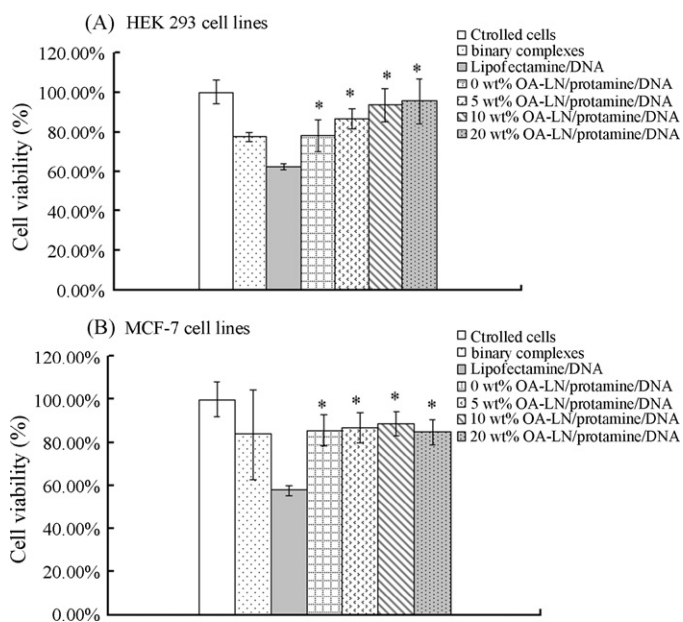 (A) HEK 293 cell lines
120.00%
100.00%
80.00%
60.00%
40.00%
20.00%
0.00%
Cell viability (%)
* * * *
Ctrolled cells
binary complexes
Lipofectamine/DNA
0 wt% OA-LN/protamine/DNA
5 wt% OA-LN/protamine/DNA
10 wt% OA-LN/protamine/DNA
20 wt% OA-LN/protamine/DNA
(B) MCF-7 cell lines
120.00%
100.00%
80.00%
60.00%
40.00%
20.00%
0.00%
Cell viability (%)
* * * *
Ctrolled cells
binary complexes
Lipofectamine/DNA
0 wt% OA-LN/protamine/DNA
5 wt% OA-LN/protamine/DNA
10 wt% OA-LN/protamine/DNA
20 wt% OA-LN/protamine/DNA